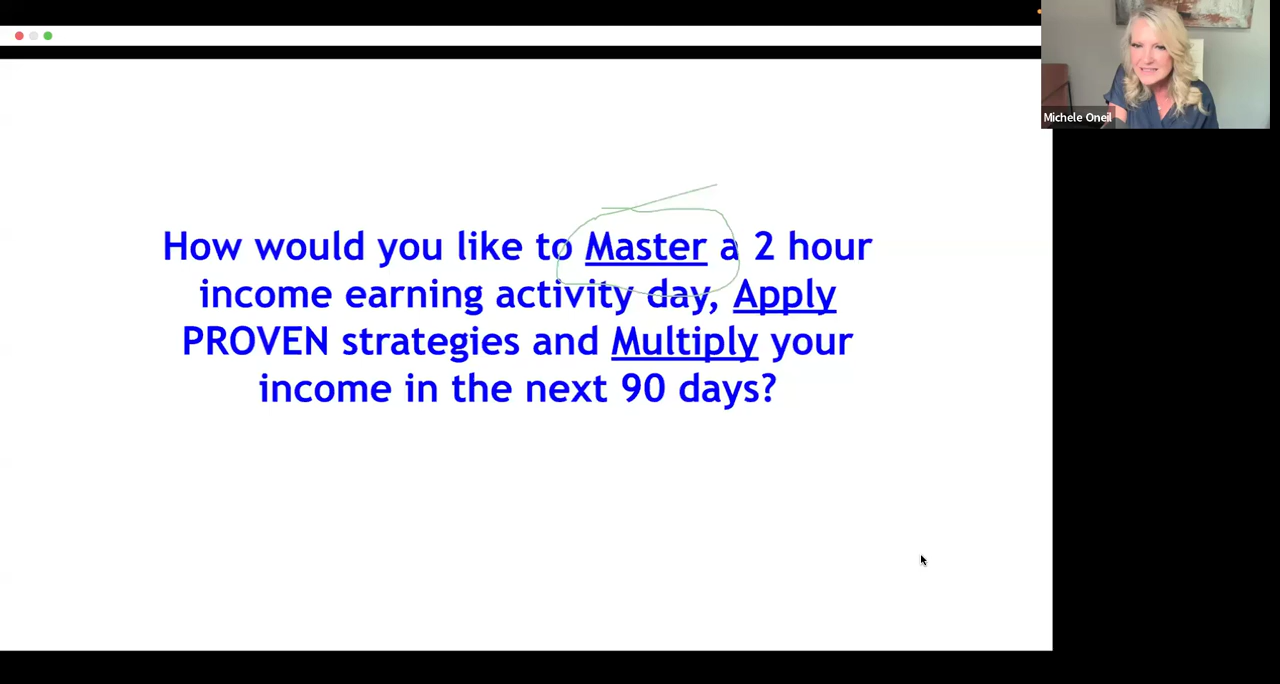 Michele Oneil
How would you like to Master a 2 hour
income earning activity day, Apply
PROVEN strategies and Multiply your
income in the next 90 days?